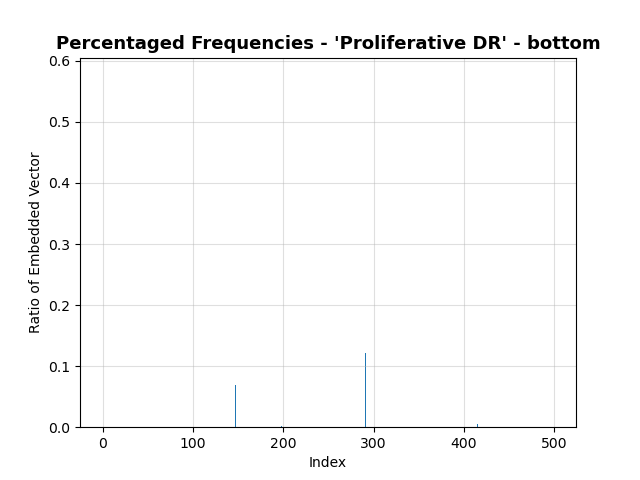 Percentaged Frequencies - 'Proliferative DR' - bottom
Ratio of Embedded Vector
0.6
0.5
0.4
0.3
0.2
0.1
0.0
0 100 200 300 400 500
Index